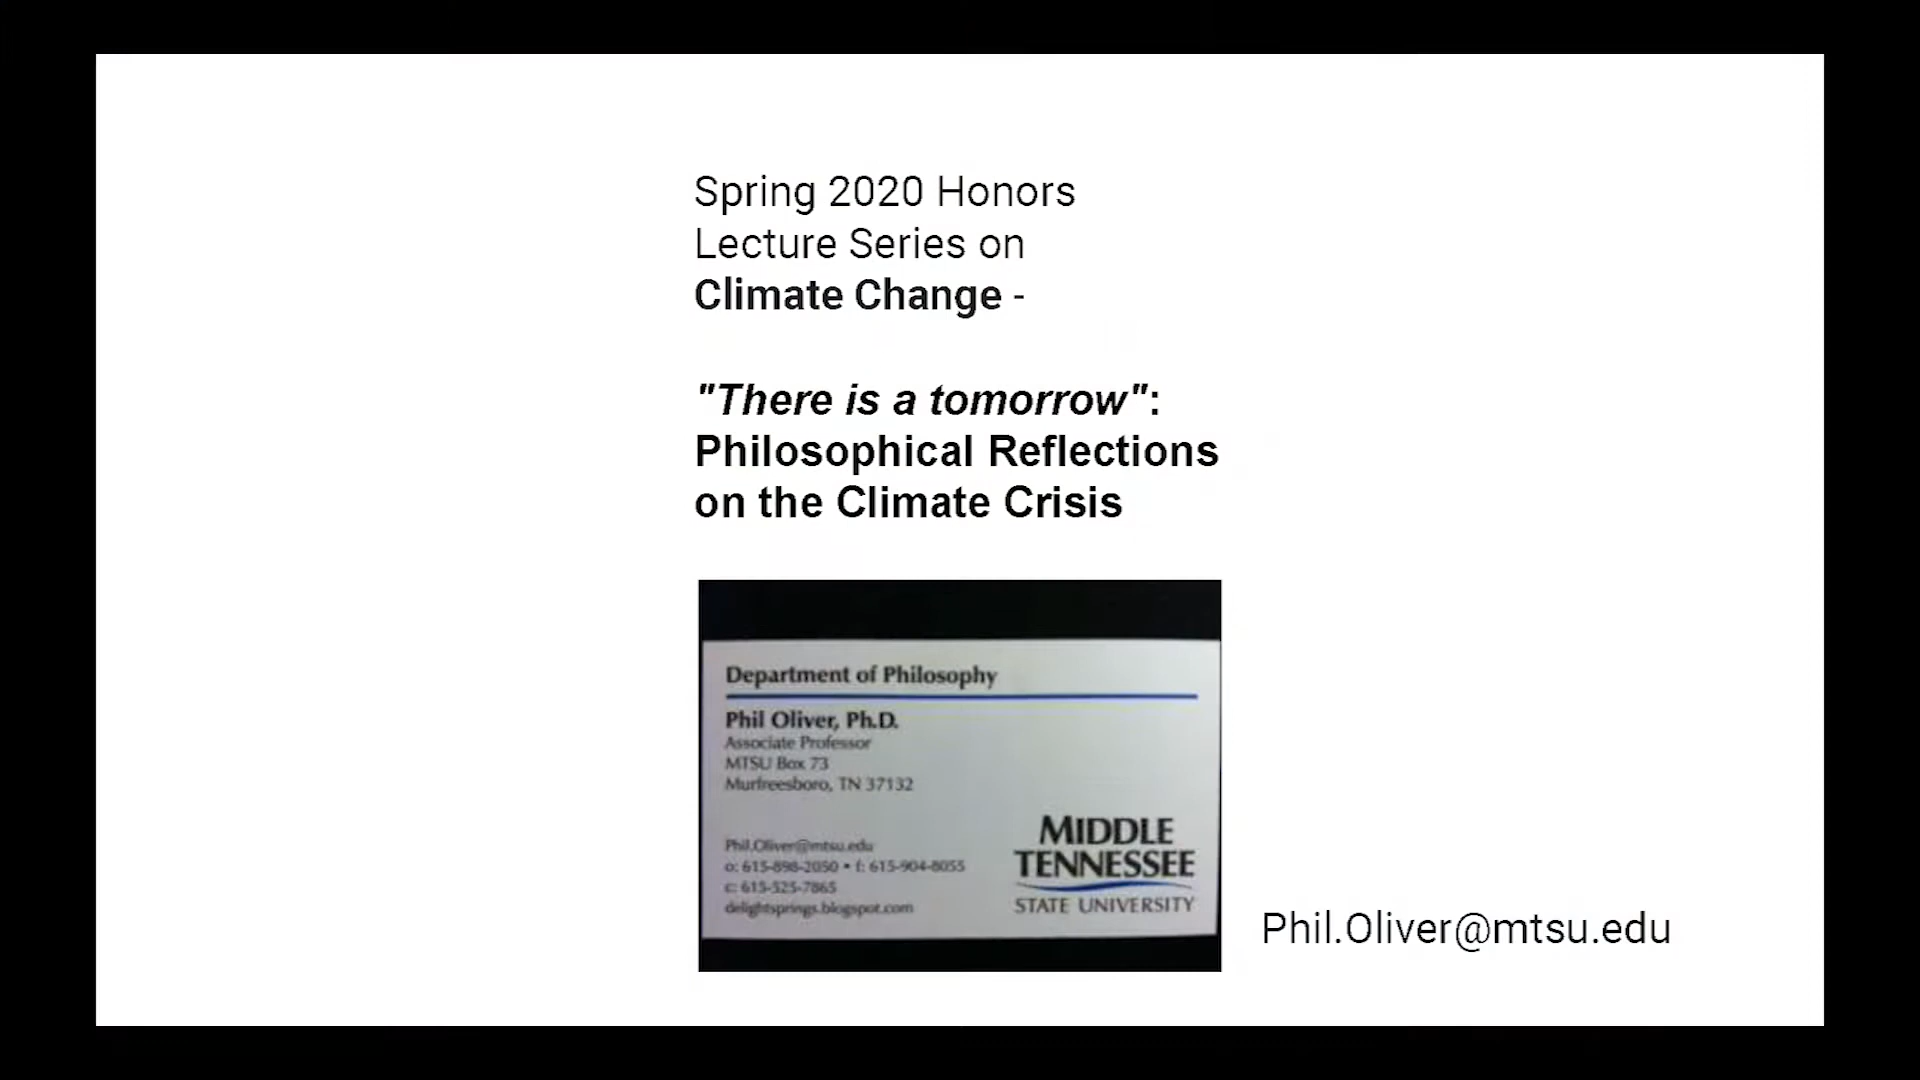 Spring 2020 Honors
Lecture Series on
Climate Change -
"There is a tomorrow":
Philosophical Reflections
on the Climate Crisis
Department of Philosophy
Phil Oliver, Ph.D.
Associate Professor
MTSU Box 73
Murfreesboro, TN 37132
Phil.Oliver@mtsu.edu
o: 615-898-2050 • f: 615-904-8055
c: 615-525-7865
delightsprings.blogspot.com
MIDDLE
TENNESSEE
STATE UNIVERSITY
Phil.Oliver@mtsu.edu